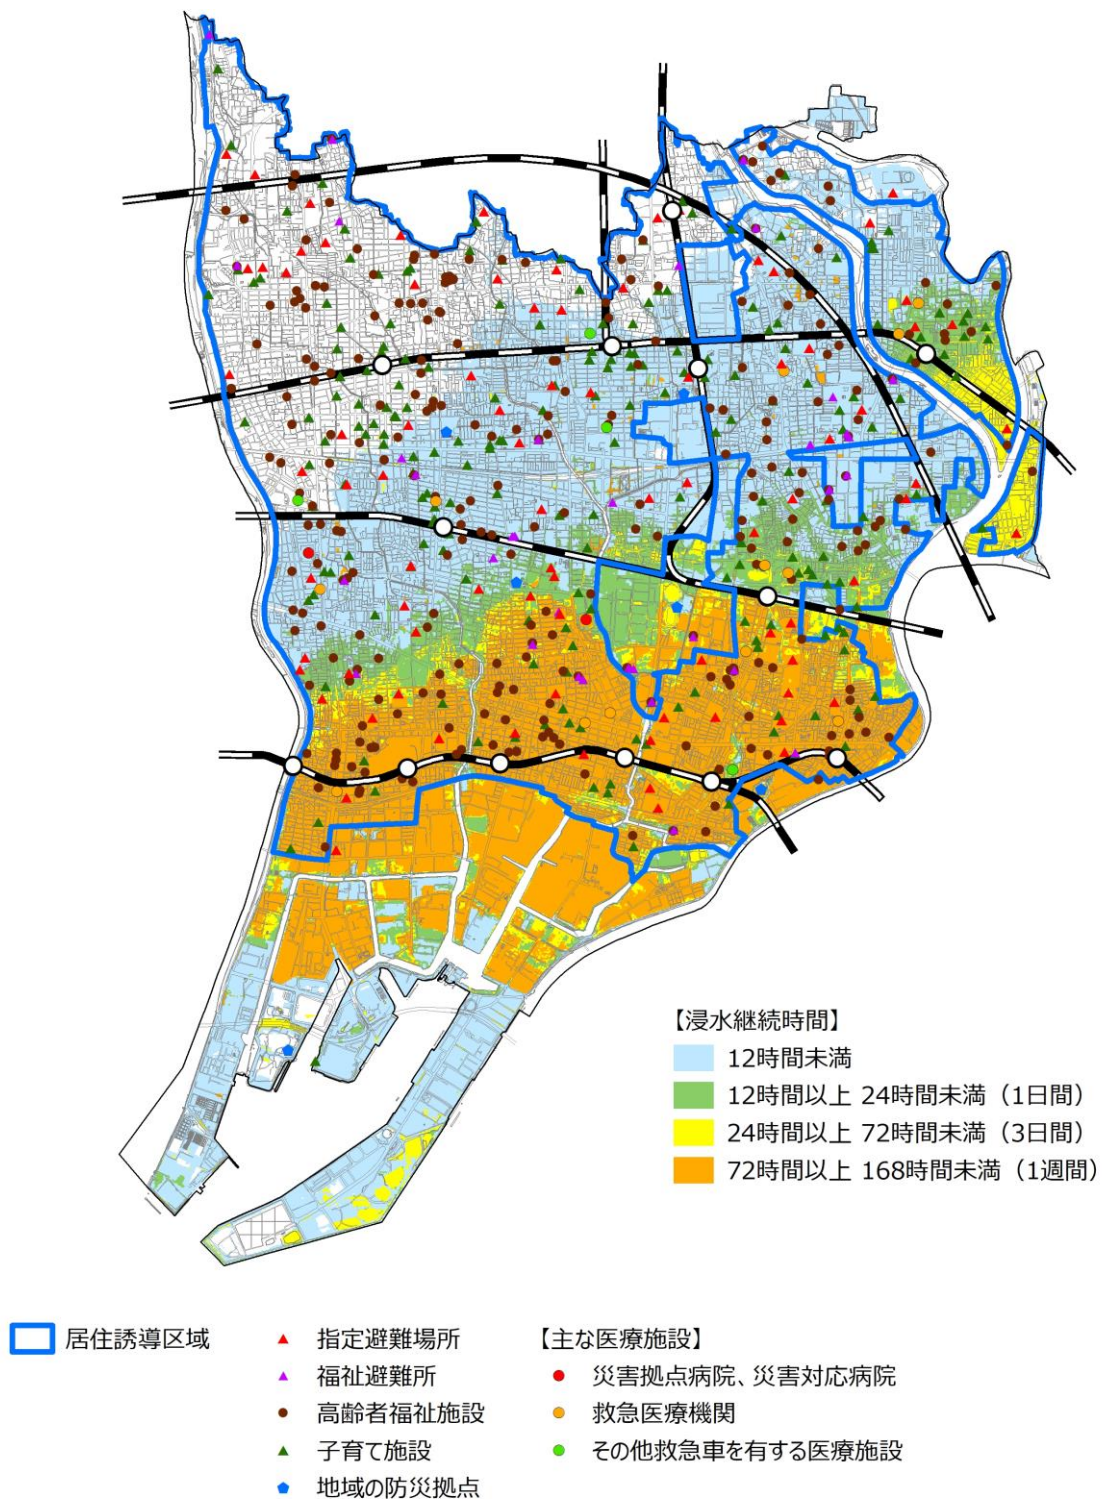 【浸水継続時間】
12時間未満
12時間以上 24時間未満（1日間）
24時間以上 72時間未満（3日間）
72時間以上 168時間未満（1週間）
居住誘導区域
指定避難場所
福祉避難所
高齢者福祉施設
子育て施設
地域の防災拠点
【主な医療施設】
災害拠点病院、災害対応病院
救急医療機関
その他救急車を有する医療施設